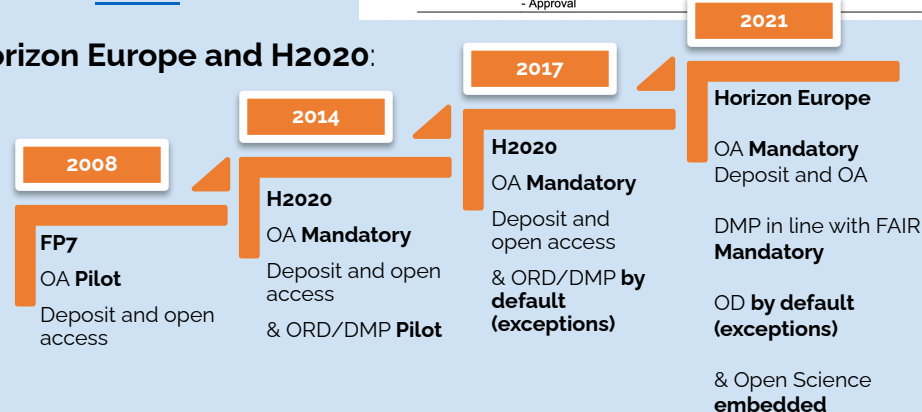 - Approval
orizon Europe and H2020:
2008
FP7
OA Pilot
Deposit and open
access
2014
H2020
OA Mandatory
Deposit and open
access
& ORD/DMP Pilot
2017
H2020
OA Mandatory
Deposit and
open access
& ORD/DMP by
default
(exceptions)
2021
Horizon Europe
OA Mandatory
Deposit and OA
DMP in line with FAIR
Mandatory
OD by default
(exceptions)
& Open Science
embedded